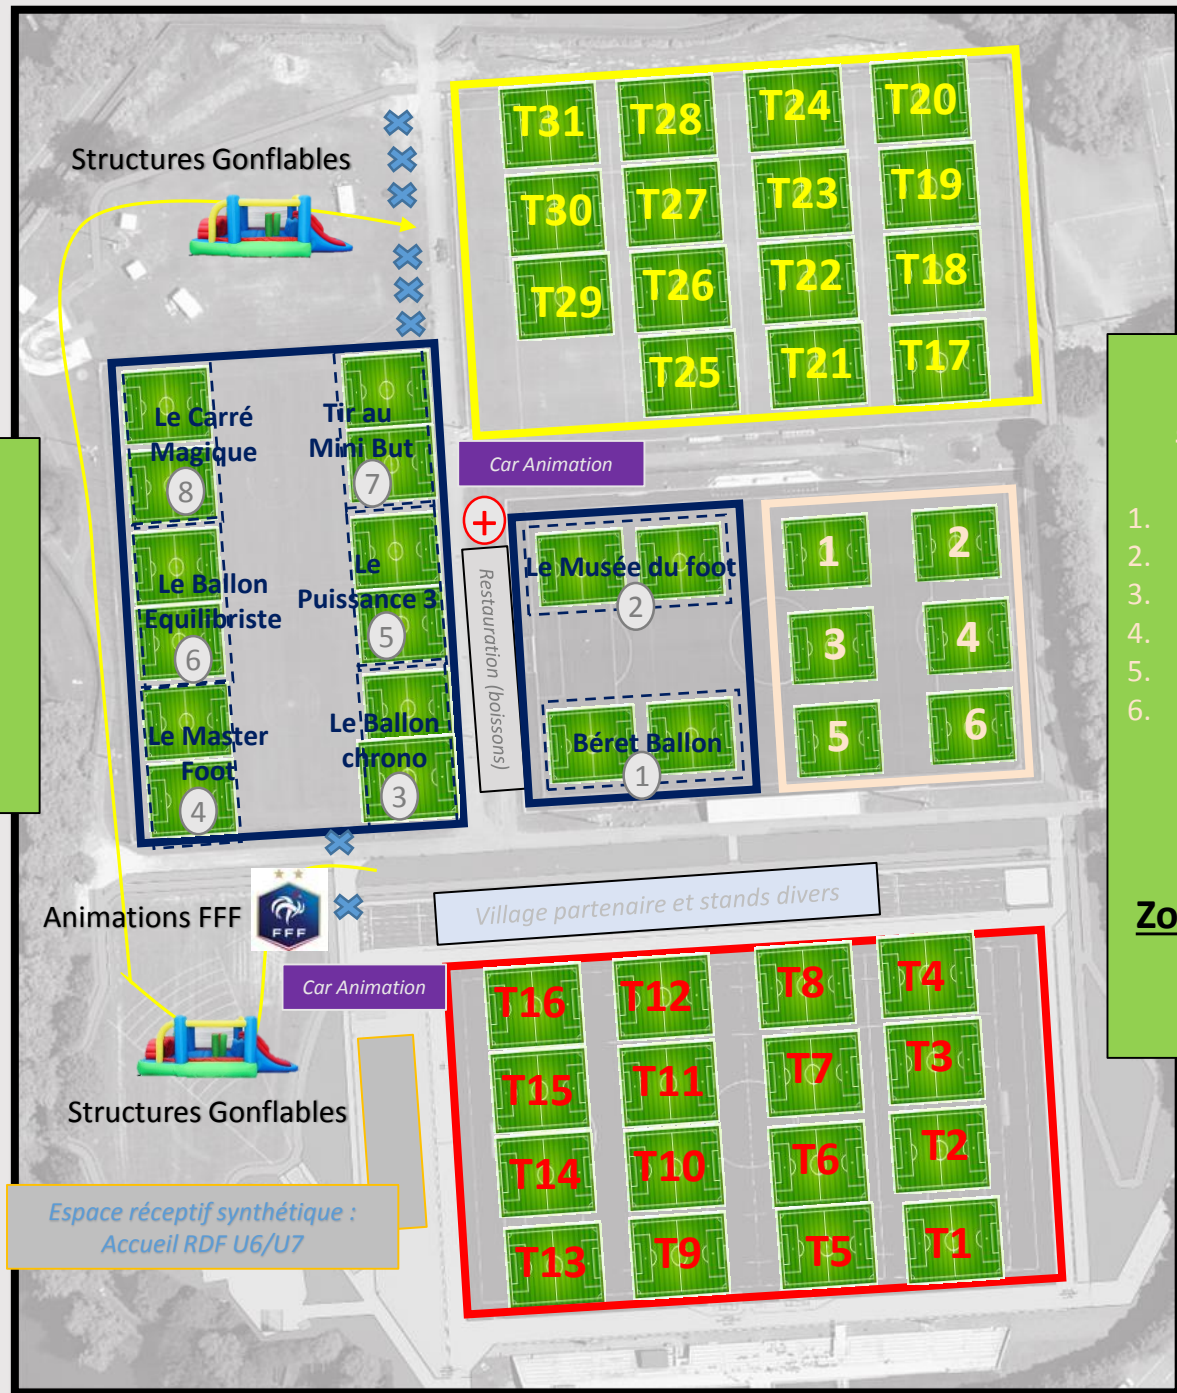 T31 T28 T24 T20
Structures Gonflables
T30 T27 T23 T19
T29 T26 T22 T18
T25 T21 T17
Le Carré
Magique
8
Tir au
Mini But
7
Car Animation
Le Ballon
Equilibriste
6
Le
Puissance 3
5
Le Master
Foot
4
Le Ballon
chrono
3
Restauration (boissons)
Le Musée du foot
2
Béret Ballon
1
1 2
3 4
5 6
1.
2.
3.
4.
5.
6.
Zo
Village partenaire et stands divers
Animations FFF
FFF
Car Animation
Structures Gonflables
Espace réceptif synthétique :
Accueil RDF U6/U7
T16 T12 T8 T4
T15 T11 T7 T3
T14 T10 T6 T2
T13 T9 T5 T1